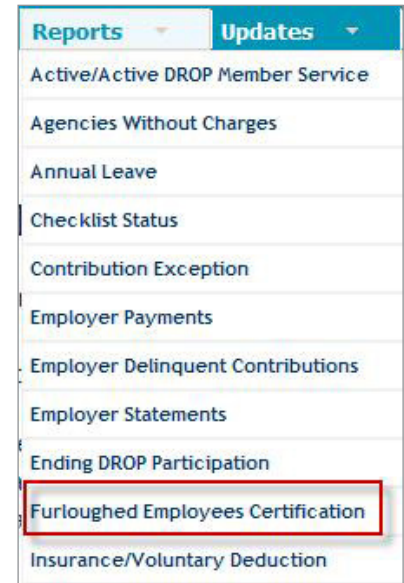 Reports Updates
Active/Active DROP Member Service
Agencies Without Charges
Annual Leave
Checklist Status
Contribution Exception
Employer Payments
Employer Delinquent Contributions
Employer Statements
Ending DROP Participation
Furloughed Employees Certification
Insurance/Voluntary Deduction